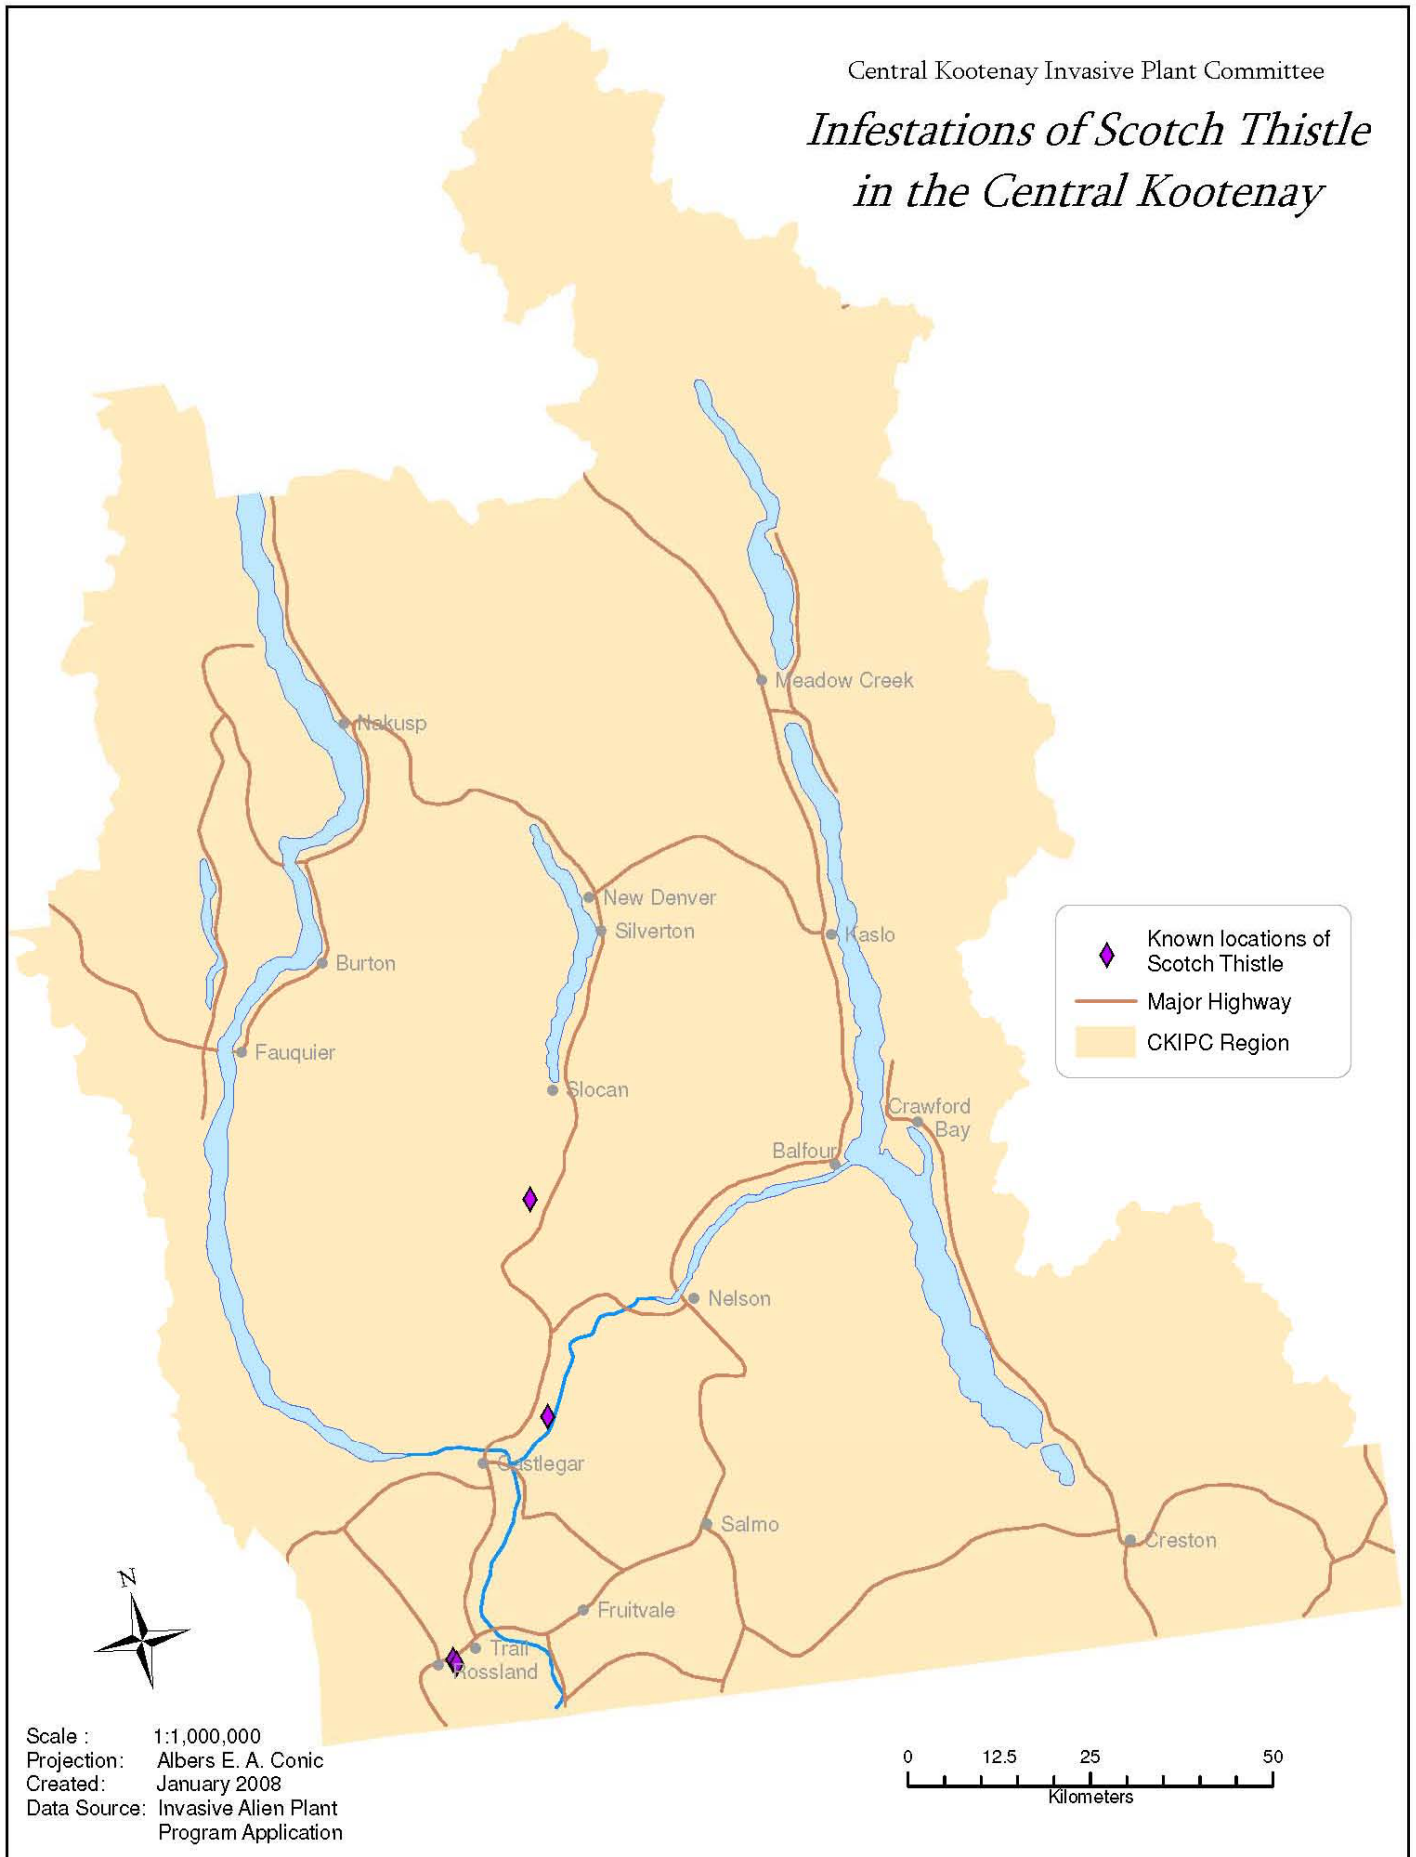 Central Kootenay Invasive Plant Committee
Infestations of Scotch Thistle
in the Central Kootenay
Meadow Creek
Nakusp
New Denver
Silverton
Kaslo
Burton
Fauquier
Slocan
Crawford
Bay
Balfour
Nelson
Castlegar
Salmo
Creston
Fruitvale
Trail
Rossland
Known locations of
Scotch Thistle
Major Highway
CKIPC Region
N
Scale : 1:1,000,000
Projection: Albers E. A. Conic
Created: January 2008
Data Source: Invasive Alien Plant
Program Application
0 12.5 25 50
Kilometers